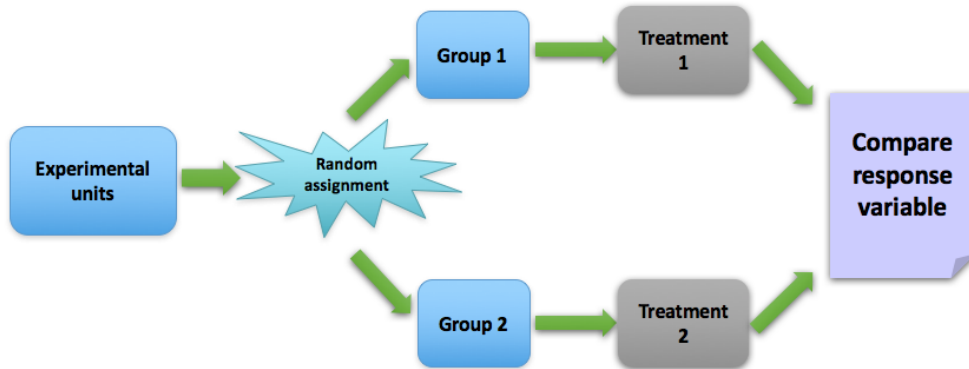 Experimental
units
Random
assignment
Group 1
Treatment
1
Group 2
Treatment
2
Compare
response
variable